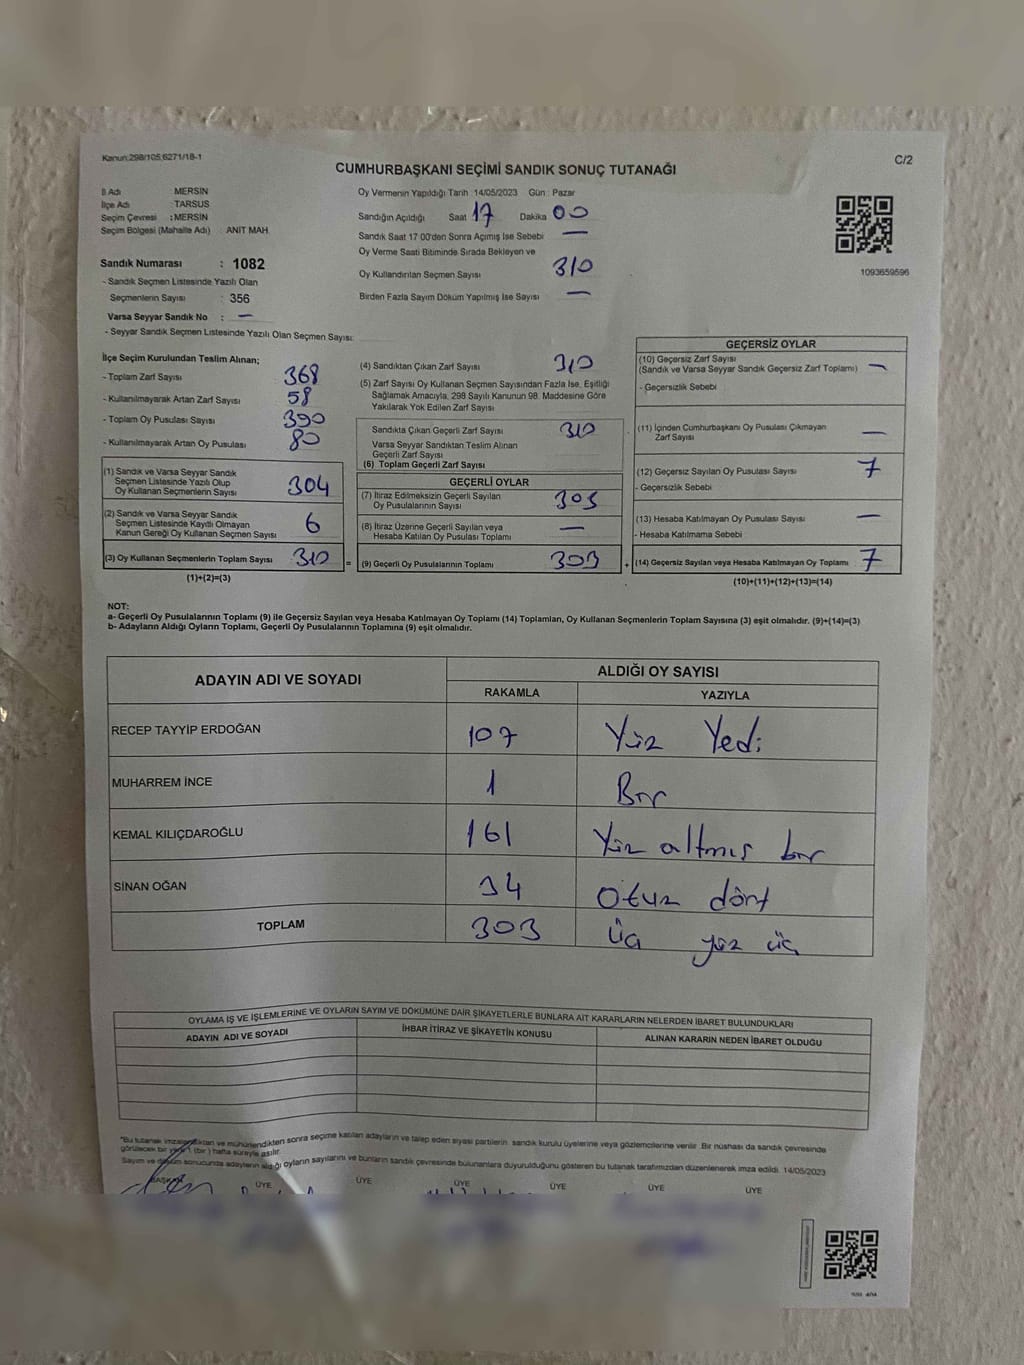 Kanun:298/105;6271/18-1
C/2
CUMHURBAŞKANI SEÇİMİ SANDIK SONUÇ TUTANAĞI
İl Adı MERSİN
İlçe Adı TARSUS
Seçim Çevresi : MERSİN
Seçim Bölgesi (Mahalle Adı) ANIT MAH.
Sandık Numarası : 1082
- Sandık Seçmen Listesinde Yazılı Olan
Seçmenlerin Sayısı : 356
Varsa Seyyar Sandık No : —
- Seyyar Sandık Seçmen Listesinde Yazılı Olan Seçmen Sayısı:
Oy Vermenin Yapıldığı Tarih :14/05/2023 Gün : Pazar
Sandığın Açıldığı Saat 17 Dakika 00
Sandık Saat 17:00'den Sonra Açımış İse Sebebi —
Oy Verme Saati Bitiminde Sırada Bekleyen ve
Oy Kullandırılan Seçmen Sayısı 310
Birden Fazla Sayım Döküm Yapılmış İse Sayısı —
1093659596
İlçe Seçim Kurulundan Teslim Alınan;
- Toplam Zarf Sayısı 368
- Kullanılmayarak Artan Zarf Sayısı 58
- Toplam Oy Pusulası Sayısı 390
- Kullanılmayarak Artan Oy Pusulası 80
(1) Sandık ve Varsa Seyyar Sandık
Seçmen Listesinde Yazılı Olup
Oy Kullanan Seçmenlerin Sayısı 304
(2) Sandık ve Varsa Seyyar Sandık
Seçmen Listesinde Kayıtlı Olmayan
Kanun Gereği Oy Kullanan Seçmen Sayısı 6
(3) Oy Kullanan Seçmenlerin Toplam Sayısı 310
(1)+(2)=(3)
(4) Sandıktan Çıkan Zarf Sayısı 310
(5) Zarf Sayısı Oy Kullanan Seçmen Sayısından Fazla İse, Eşitliği
Sağlamak Amacıyla, 298 Sayılı Kanunun 98. Maddesine Göre
Yakılarak Yok Edilen Zarf Sayısı
Sandıkta Çıkan Geçerli Zarf Sayısı 310
Varsa Seyyar Sandıktan Teslim Alınan
Geçerli Zarf Sayısı
(6) Toplam Geçerli Zarf Sayısı
GEÇERLİ OYLAR
(7) İtiraz Edilmeksizin Geçerli Sayılan
Oy Pusulalarının Sayısı 303
(8) İtiraz Üzerine Geçerli Sayılan veya
Hesaba Katılan Oy Pusulası Toplamı —
= (9) Geçerli Oy Pusulalarının Toplamı 303 +
GEÇERSİZ OYLAR
(10) Geçersiz Zarf Sayısı
(Sandık ve Varsa Seyyar Sandık Geçersiz Zarf Toplamı) —
- Geçersizlik Sebebi
(11) İçinden Cumhurbaşkanı Oy Pusulası Çıkmayan
Zarf Sayısı —
(12) Geçersiz Sayılan Oy Pusulası Sayısı 7
- Geçersizlik Sebebi
(13) Hesaba Katılmayan Oy Pusulası Sayısı —
- Hesaba Katılmama Sebebi
(14) Geçersiz Sayılan veya Hesaba Katılmayan Oy Toplamı 7
(10)+(11)+(12)+(13)=(14)
NOT:
a- Geçerli Oy Pusulalarının Toplamı (9) ile Geçersiz Sayılan veya Hesaba Katılmayan Oy Toplamı (14) Toplamları, Oy Kullanan Seçmenlerin Toplam Sayısına (3) eşit olmalıdır. (9)+(14)=(3)
b- Adayların Aldığı Oyların Toplamı, Geçerli Oy Pusulalarının Toplamına (9) eşit olmalıdır.
ADAYIN ADI VE SOYADI ALDIĞI OY SAYISI
RAKAMLA YAZIYLA
RECEP TAYYİP ERDOĞAN 107 Yüz Yedi
MUHARREM İNCE 1 Bir
KEMAL KILIÇDAROĞLU 161 Yüz altmış bir
SİNAN OĞAN 34 Otuz dört
TOPLAM 303 Üç yüz üç
OYLAMA İŞ VE İŞLEMLERİNE VE OYLARIN SAYIM VE DÖKÜMÜNE DAİR ŞİKAYETLERLE BUNLARA AİT KARARLARIN NELERDEN İBARET BULUNDUKLARI
ADAYIN ADI VE SOYADI İHBAR İTİRAZ VE ŞİKAYETİN KONUSU ALINAN KARARIN NEDEN İBARET OLDUĞU
*Bu tutanak imzalandıktan ve mühürlendikten sonra seçime katılan adayların ve talep eden siyasi partilerin sandık kurulu üyelerine veya gözlemcilerine verilir. Bir nüshası da sandık çevresinde
görülecek bir yere 1 (bir) hafta süreyle asılır.
Sayım ve döküm sonucunda adayların aldığı oyların sayılarını ve bunların sandık çevresinde bulunanlara duyurulduğunu gösteren bu tutanak tarafımızdan düzenlenerek imza edildi. 14/05/2023
BAŞKAN ÜYE ÜYE ÜYE ÜYE ÜYE ÜYE